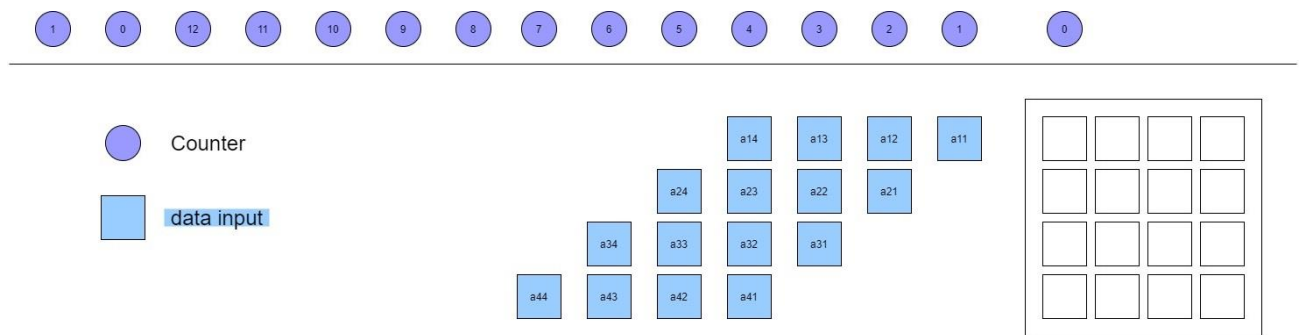 1 0 12 11 10 9 8 7 6 5 4 3 2 1 0
a14 a13 a12 a11
Counter
a24 a23 a22 a21
data input
a34 a33 a32 a31
a44 a43 a42 a41